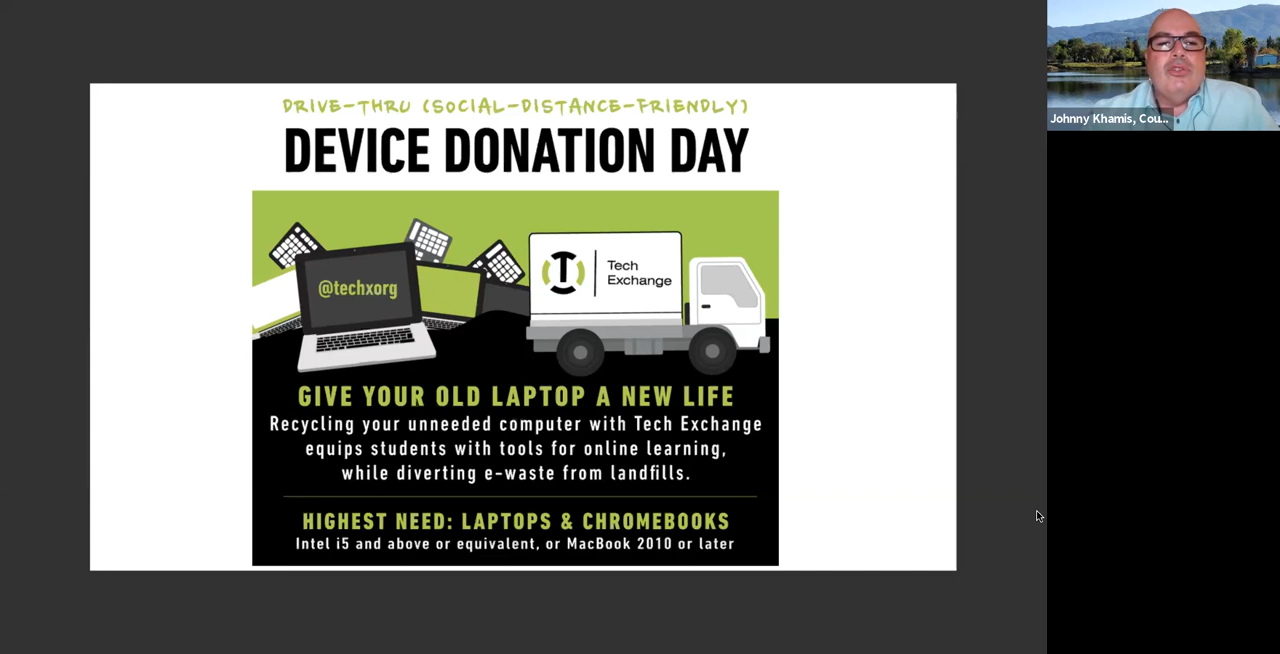 DRIVE-THRU (SOCIAL-DISTANCE-FRIENDLY)
DEVICE DONATION DAY
@techxorg
T
Tech
Exchange
GIVE YOUR OLD LAPTOP A NEW LIFE
Recycling your unneeded computer with Tech Exchange
equips students with tools for online learning,
while diverting e-waste from landfills.
HIGHEST NEED: LAPTOPS & CHROMEBOOKS
Intel i5 and above or equivalent, or MacBook 2010 or later
Johnny Khamis, Cou...